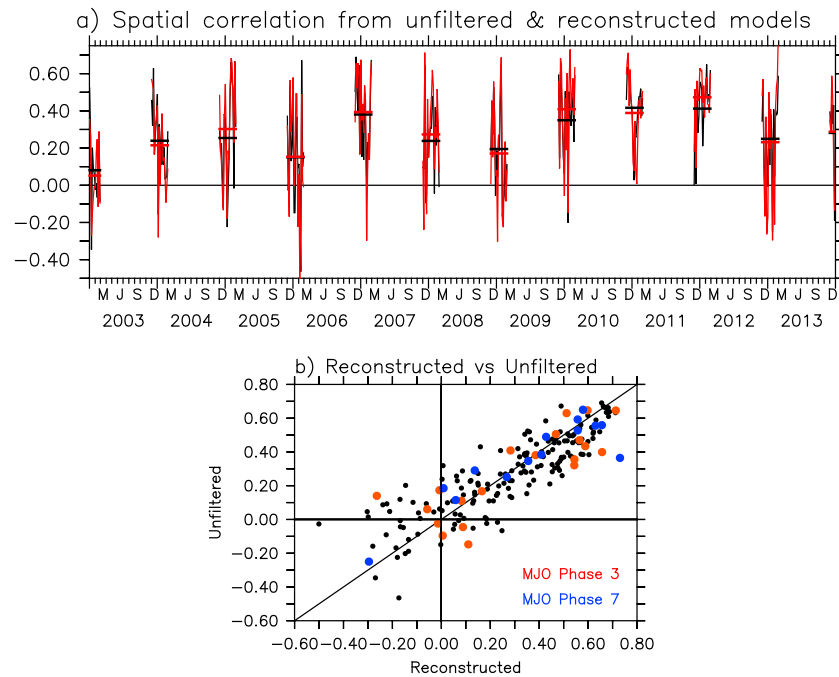 a) Spatial correlation from unfiltered & reconstructed models
0.60
0.40
0.20
0.00
−0.20
−0.40
M J S D M J S D M J S D M J S D M J S D M J S D M J S D M J S D M J S D M J S D M J S D
2003 2004 2005 2006 2007 2008 2009 2010 2011 2012 2013
b) Reconstructed vs Unfiltered
0.80
0.60
0.40
0.20
0.00
−0.20
−0.40
−0.60
Unfiltered
MJO Phase 3
MJO Phase 7
−0.60 −0.40 −0.20 0.00 0.20 0.40 0.60 0.80
Reconstructed